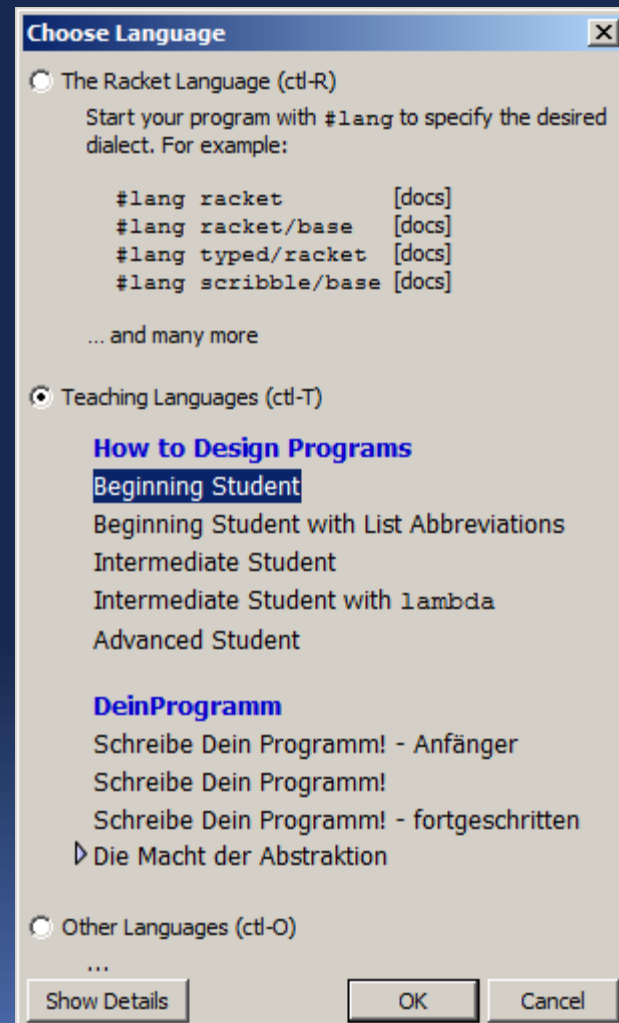 Choose Language
The Racket Language (ctl-R)
Start your program with #lang to specify the desired
dialect. For example:
#lang racket [docs]
#lang racket/base [docs]
#lang typed/racket [docs]
#lang scribble/base [docs]
... and many more
Teaching Languages (ctl-T)
How to Design Programs
Beginning Student
Beginning Student with List Abbreviations
Intermediate Student
Intermediate Student with lambda
Advanced Student
DeinProgramm
Schreibe Dein Programm! - Anfänger
Schreibe Dein Programm!
Schreibe Dein Programm! - fortgeschritten
Die Macht der Abstraktion
Other Languages (ctl-O)
...
Show Details OK Cancel